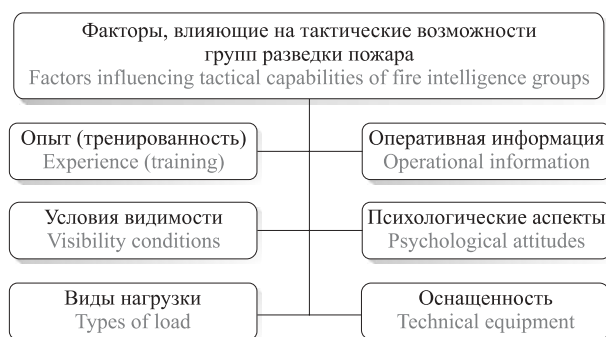 Факторы, влияющие на тактические возможности
групп разведки пожара
Factors influencing tactical capabilities of fire intelligence groups
Опыт (тренированность)
Experience (training)
Оперативная информация
Operational information
Условия видимости
Visibility conditions
Психологические аспекты
Psychological attitudes
Виды нагрузки
Types of load
Оснащенность
Technical equipment